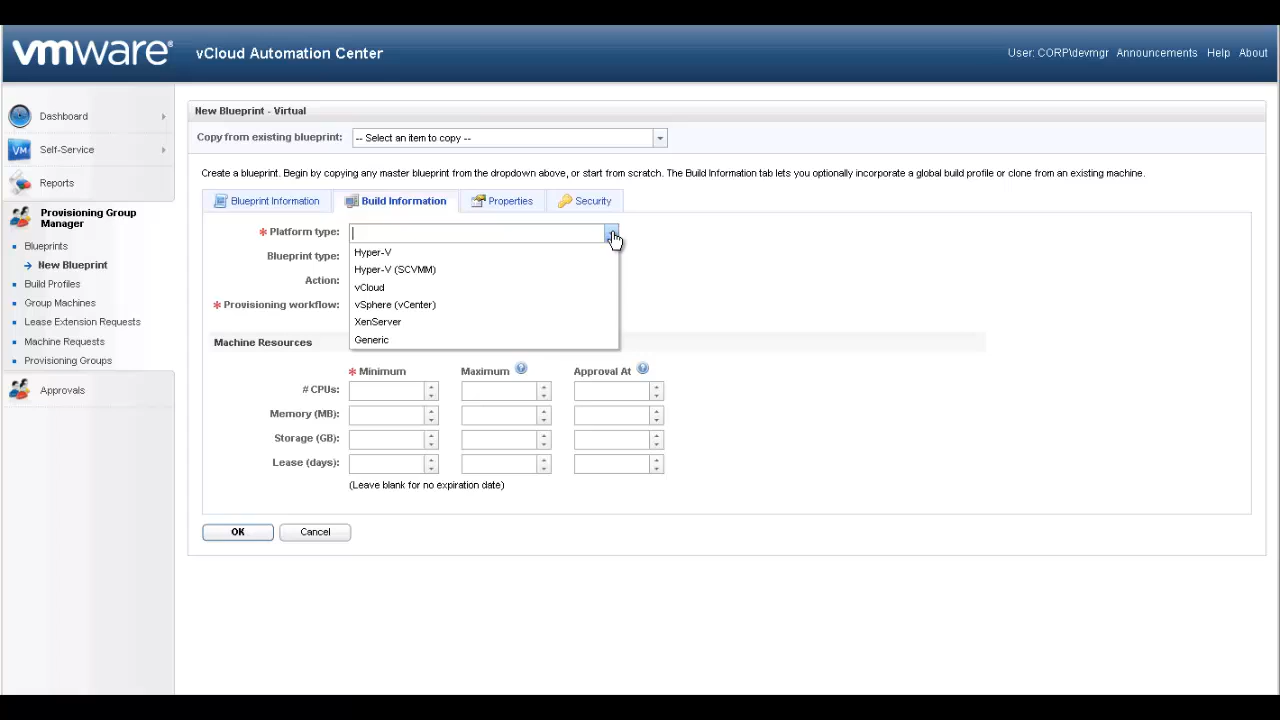 vmware® vCloud Automation Center
User: CORP\devmgr Announcements Help About
Dashboard
Self-Service
Reports
Provisioning Group
Manager
Blueprints
New Blueprint
Build Profiles
Group Machines
Lease Extension Requests
Machine Requests
Provisioning Groups
Approvals
New Blueprint - Virtual
Copy from existing blueprint: -- Select an item to copy --
Create a blueprint. Begin by copying any master blueprint from the dropdown above, or start from scratch. The Build Information tab lets you optionally incorporate a global build profile or clone from an existing machine.
Blueprint Information Build Information Properties Security
* Platform type:
Hyper-V
Blueprint type:
Hyper-V (SCVMM)
Action:
vCloud
* Provisioning workflow:
vSphere (vCenter)
XenServer
Generic
Machine Resources
* Minimum Maximum Approval At
# CPUs:
Memory (MB):
Storage (GB):
Lease (days):
(Leave blank for no expiration date)
OK Cancel